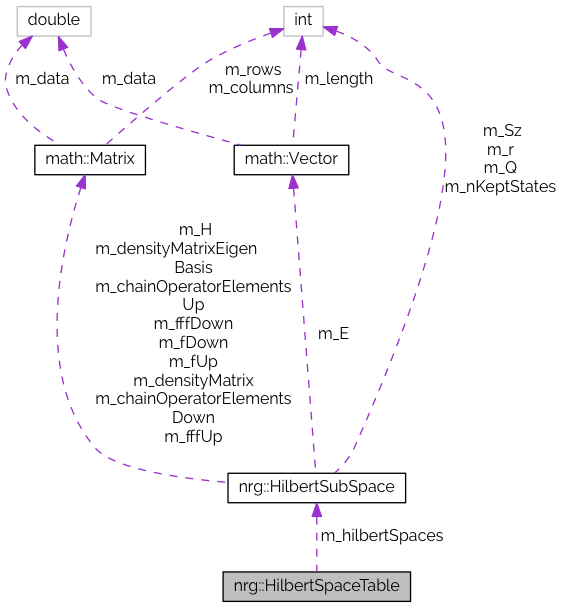 double
int
m_data
m_data
m_rows
m_columns
m_length
m_Sz
m_r
m_Q
m_nKeptStates
math::Matrix
math::Vector
m_H
m_densityMatrixEigen
Basis
m_chainOperatorElements
Up
m_fffDown
m_fDown
m_fUp
m_densityMatrix
m_chainOperatorElements
Down
m_fffUp
m_E
nrg::HilbertSubSpace
m_hilbertSpaces
nrg::HilbertSpaceTable